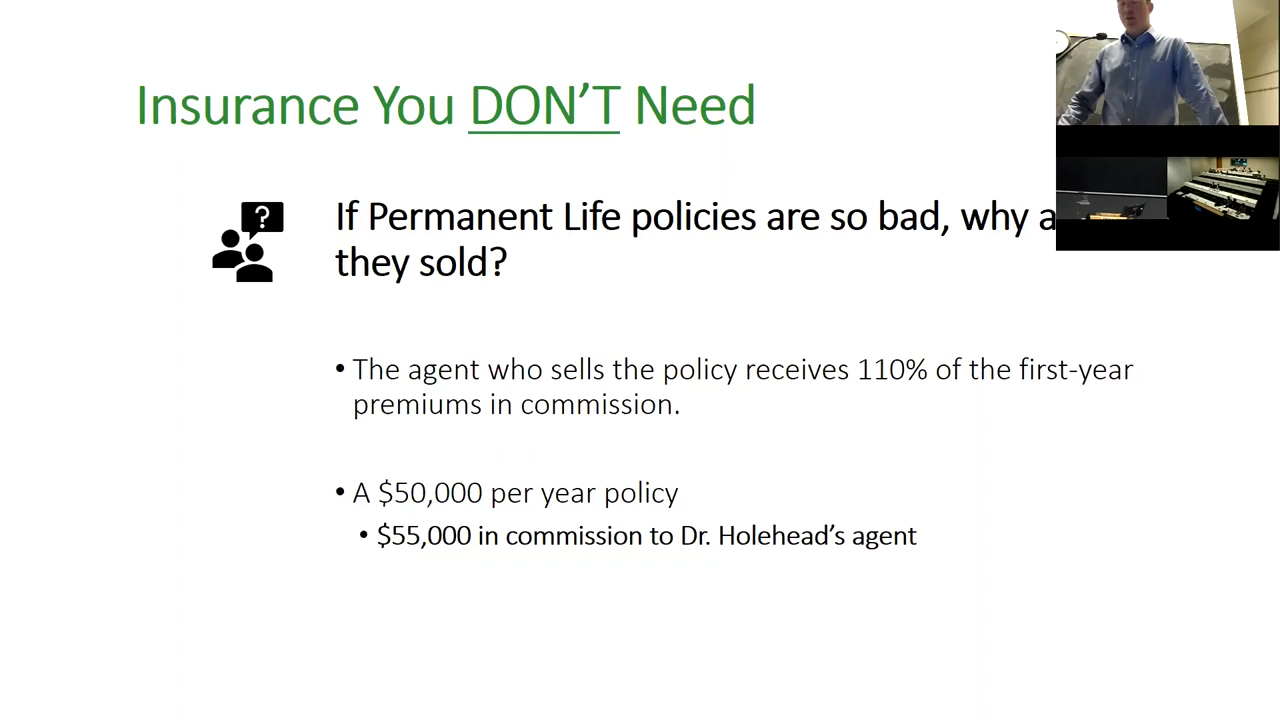 Insurance You DON’T Need
?
If Permanent Life policies are so bad, why a
they sold?
• The agent who sells the policy receives 110% of the first-year
premiums in commission.
• A $50,000 per year policy
• $55,000 in commission to Dr. Holehead’s agent